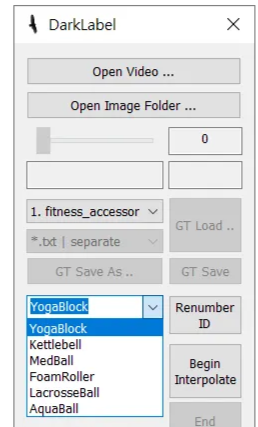 DarkLabel
Open Video ...
Open Image Folder ...
0
1. fitness_accessor
GT Load ..
*.txt | separate
GT Save As ..
GT Save
YogaBlock
Renumber
ID
YogaBlock
Kettlebell
MedBall
FoamRoller
LacrosseBall
AquaBall
Begin
Interpolate
End